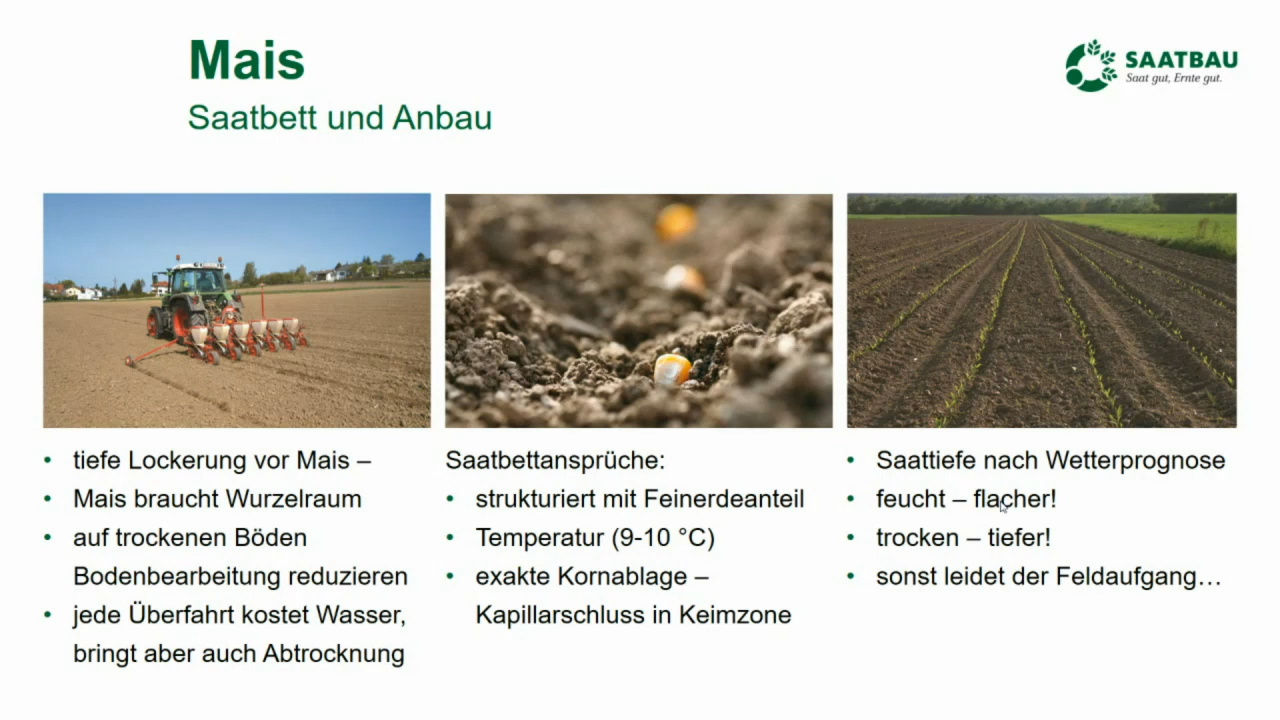 Mais
Saatbett und Anbau
SAATBAU
Saat gut, Ernte gut.
• tiefe Lockerung vor Mais –
• Mais braucht Wurzelraum
• auf trockenen Böden
Bodenbearbeitung reduzieren
• jede Überfahrt kostet Wasser,
bringt aber auch Abtrocknung
Saatbettansprüche:
• strukturiert mit Feinerdeanteil
• Temperatur (9-10 °C)
• exakte Kornablage –
Kapillarschluss in Keimzone
• Saattiefe nach Wetterprognose
• feucht – flacher!
• trocken – tiefer!
• sonst leidet der Feldaufgang…